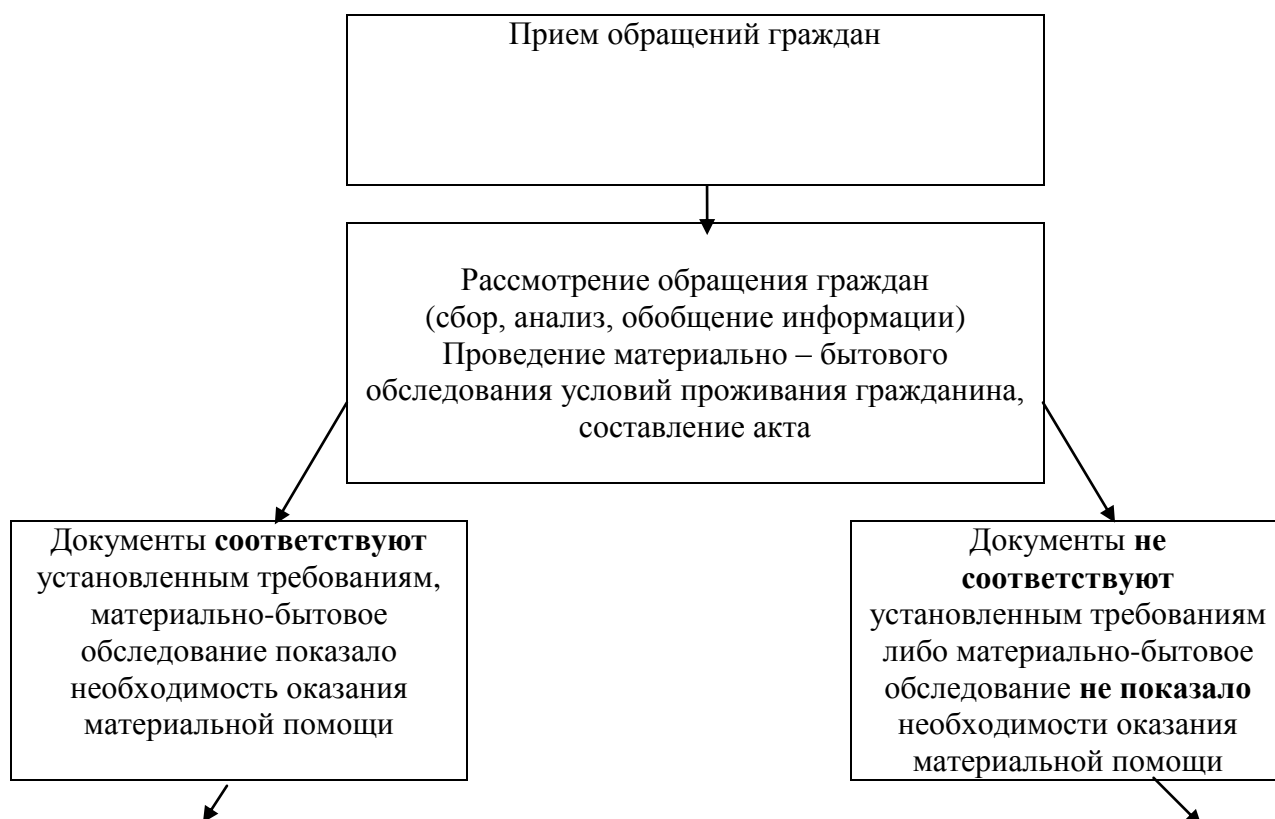 Прием обращений граждан
Рассмотрение обращения граждан
(сбор, анализ, обобщение информации)
Проведение материально – бытового
обследования условий проживания гражданина,
составление акта
Документы соответствуют
установленным требованиям,
материально-бытовое
обследование показало
необходимость оказания
материальной помощи
Документы не
соответствуют
установленным требованиям
либо материально-бытовое
обследование не показало
необходимости оказания
материальной помощи